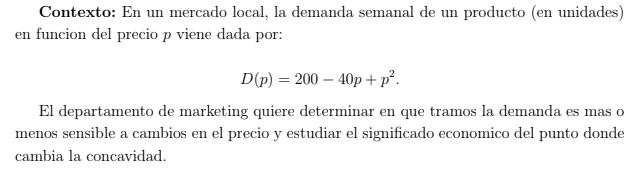 Contexto: En un mercado local, la demanda semanal de un producto (en unidades)
en funcion del precio p viene dada por:
D(p) = 200 − 40p + p².
El departamento de marketing quiere determinar en que tramos la demanda es mas o
menos sensible a cambios en el precio y estudiar el significado economico del punto donde
cambia la concavidad.